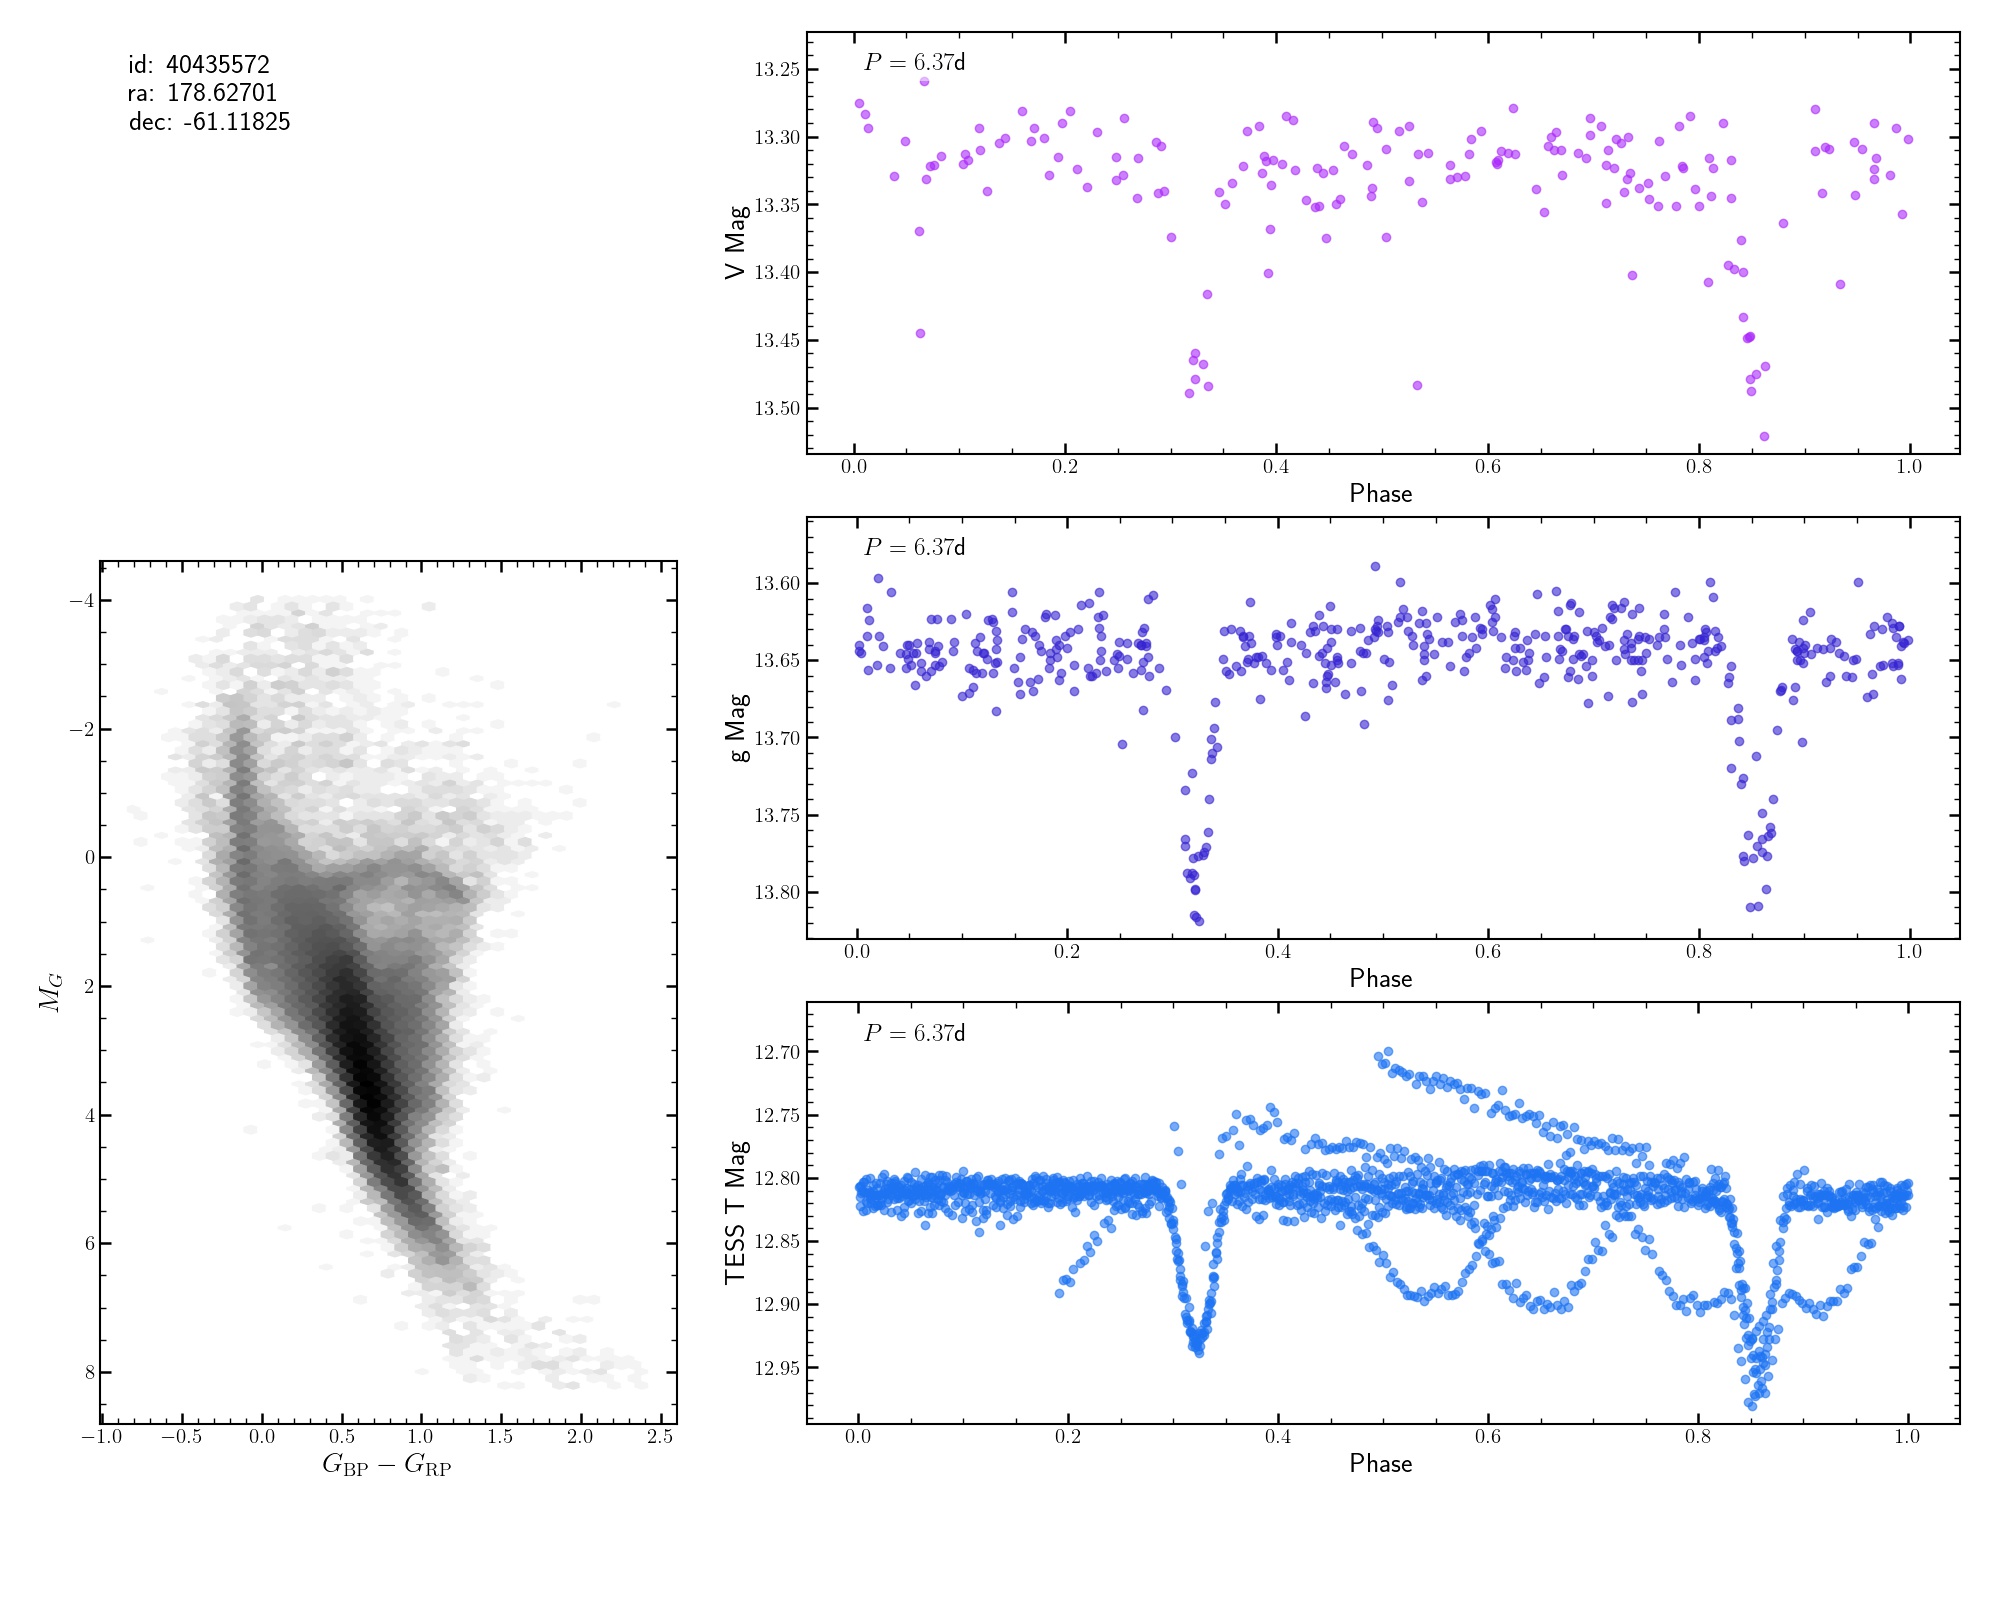 id: 40435572
ra: 178.62701
dec: -61.11825
P = 6.37d
13.25
13.30
13.35
13.40
13.45
13.50
V Mag
0.0 0.2 0.4 0.6 0.8 1.0
Phase
P = 6.37d
13.60
13.65
13.70
13.75
13.80
g Mag
0.0 0.2 0.4 0.6 0.8 1.0
Phase
P = 6.37d
12.70
12.75
12.80
12.85
12.90
12.95
TESS T Mag
0.0 0.2 0.4 0.6 0.8 1.0
Phase
−4
−2
0
2
4
6
8
M_G
−1.0 −0.5 0.0 0.5 1.0 1.5 2.0 2.5
G_BP − G_RP